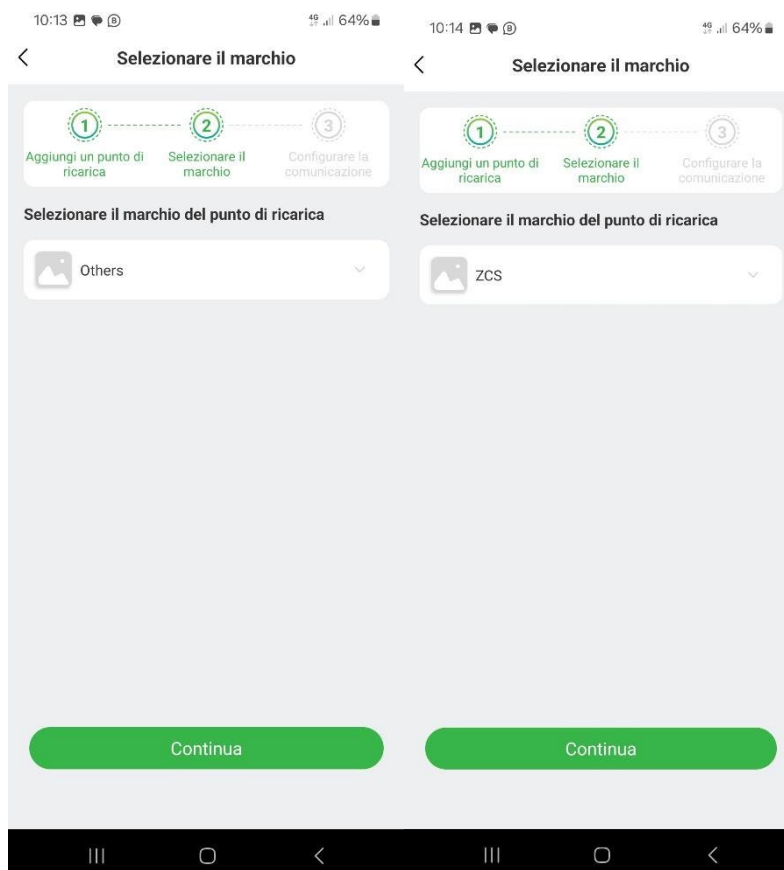 10:13
4G 64%
Selezionare il marchio
1 2 3
Aggiungi un punto di ricarica
Selezionare il marchio
Configurare la comunicazione
Selezionare il marchio del punto di ricarica
Others
Continua
10:14
4G 64%
Selezionare il marchio
1 2 3
Aggiungi un punto di ricarica
Selezionare il marchio
Configurare la comunicazione
Selezionare il marchio del punto di ricarica
ZCS
Continua